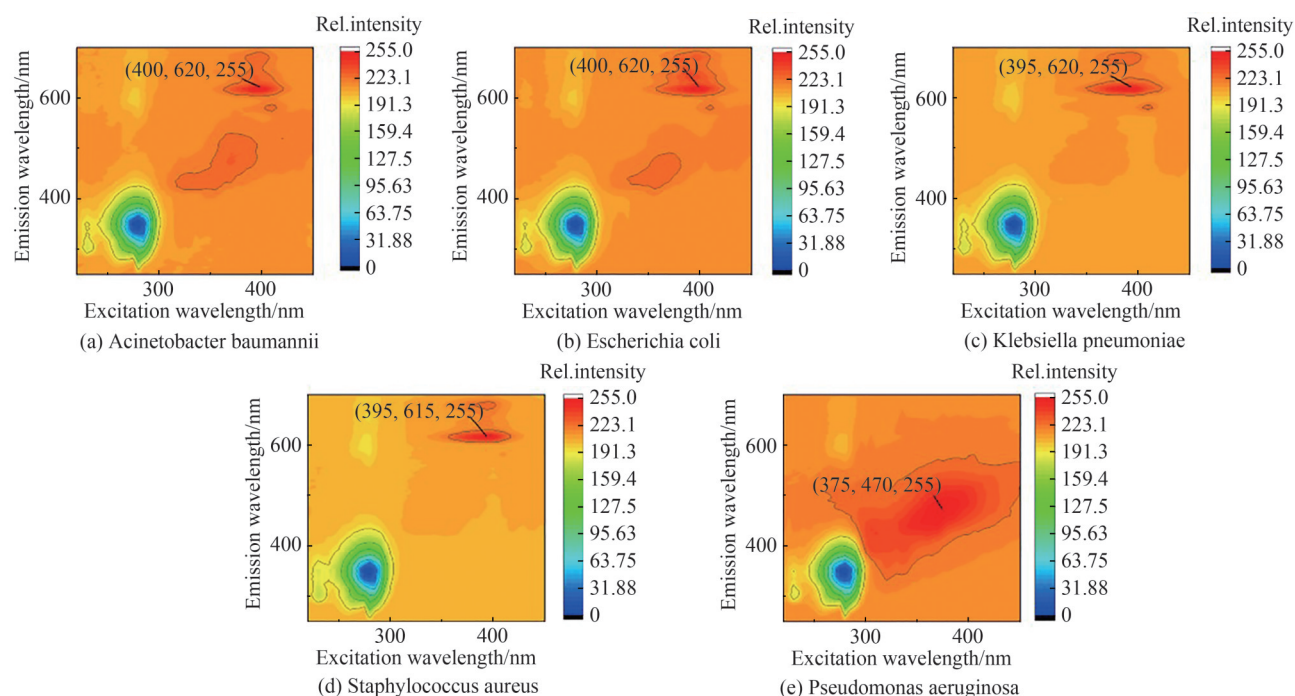 Rel.intensity
(400, 620, 255)
Emission wavelength/nm
600
400
300
400
Excitation wavelength/nm
255.0
223.1
191.3
159.4
127.5
95.63
63.75
31.88
0
(a) Acinetobacter baumannii
Rel.intensity
(400, 620, 255)
Emission wavelength/nm
600
400
300
400
Excitation wavelength/nm
255.0
223.1
191.3
159.4
127.5
95.63
63.75
31.88
0
(b) Escherichia coli
Rel.intensity
(395, 620, 255)
Emission wavelength/nm
600
400
300
400
Excitation wavelength/nm
255.0
223.1
191.3
159.4
127.5
95.63
63.75
31.88
0
(c) Klebsiella pneumoniae
Rel.intensity
(395, 615, 255)
Emission wavelength/nm
600
400
300
400
Excitation wavelength/nm
255.0
223.1
191.3
159.4
127.5
95.63
63.75
31.88
0
(d) Staphylococcus aureus
Rel.intensity
(375, 470, 255)
Emission wavelength/nm
600
400
300
400
Excitation wavelength/nm
255.0
223.1
191.3
159.4
127.5
95.63
63.75
31.88
0
(e) Pseudomonas aeruginosa